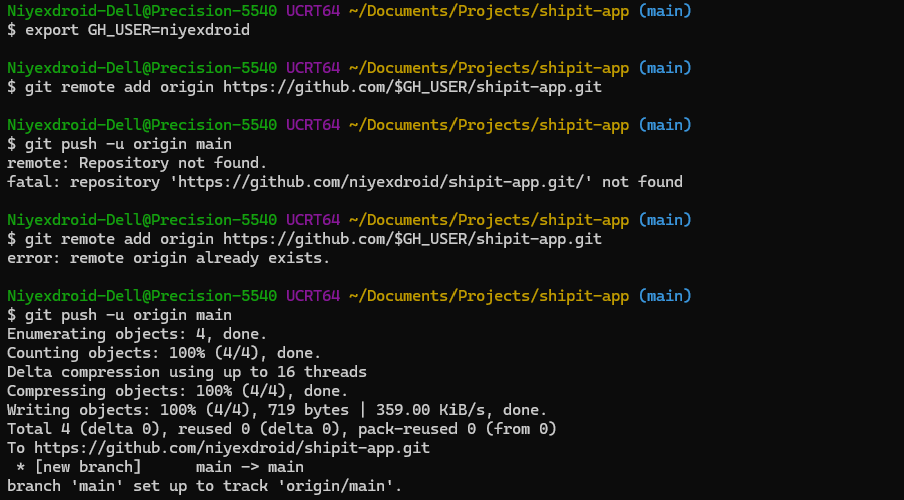 Niyexdroid-Dell@Precision-5540 UCRT64 ~/Documents/Projects/shipit-app (main)
$ export GH_USER=niyexdroid
Niyexdroid-Dell@Precision-5540 UCRT64 ~/Documents/Projects/shipit-app (main)
$ git remote add origin https://github.com/$GH_USER/shipit-app.git
Niyexdroid-Dell@Precision-5540 UCRT64 ~/Documents/Projects/shipit-app (main)
$ git push -u origin main
remote: Repository not found.
fatal: repository 'https://github.com/niyexdroid/shipit-app.git/' not found
Niyexdroid-Dell@Precision-5540 UCRT64 ~/Documents/Projects/shipit-app (main)
$ git remote add origin https://github.com/$GH_USER/shipit-app.git
error: remote origin already exists.
Niyexdroid-Dell@Precision-5540 UCRT64 ~/Documents/Projects/shipit-app (main)
$ git push -u origin main
Enumerating objects: 4, done.
Counting objects: 100% (4/4), done.
Delta compression using up to 16 threads
Compressing objects: 100% (4/4), done.
Writing objects: 100% (4/4), 719 bytes | 359.00 KiB/s, done.
Total 4 (delta 0), reused 0 (delta 0), pack-reused 0 (from 0)
To https://github.com/niyexdroid/shipit-app.git
 * [new branch]      main -> main
branch 'main' set up to track 'origin/main'.